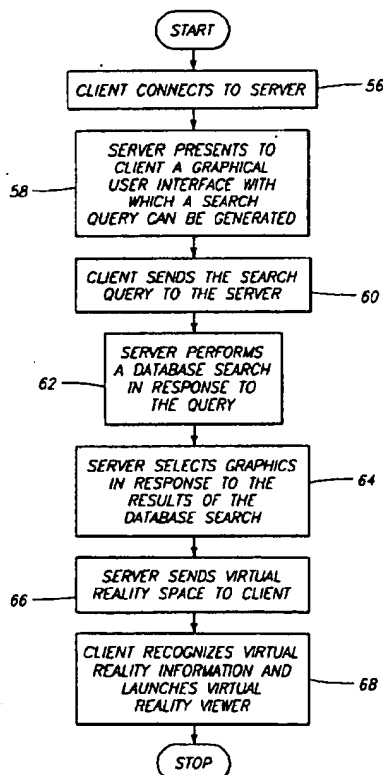 START
CLIENT CONNECTS TO SERVER
56
SERVER PRESENTS TO
CLIENT A GRAPHICAL
USER INTERFACE WITH
WHICH A SEARCH
QUERY CAN BE GENERATED
58
CLIENT SENDS THE SEARCH
QUERY TO THE SERVER
60
SERVER PERFORMS
A DATABASE SEARCH
IN RESPONSE TO
THE QUERY
62
SERVER SELECTS GRAPHICS
IN RESPONSE TO THE
RESULTS OF THE
DATABASE SEARCH
64
SERVER SENDS VIRTUAL
REALITY SPACE TO CLIENT
66
CLIENT RECOGNIZES VIRTUAL
REALITY INFORMATION AND
LAUNCHES VIRTUAL
REALITY VIEWER
68
STOP